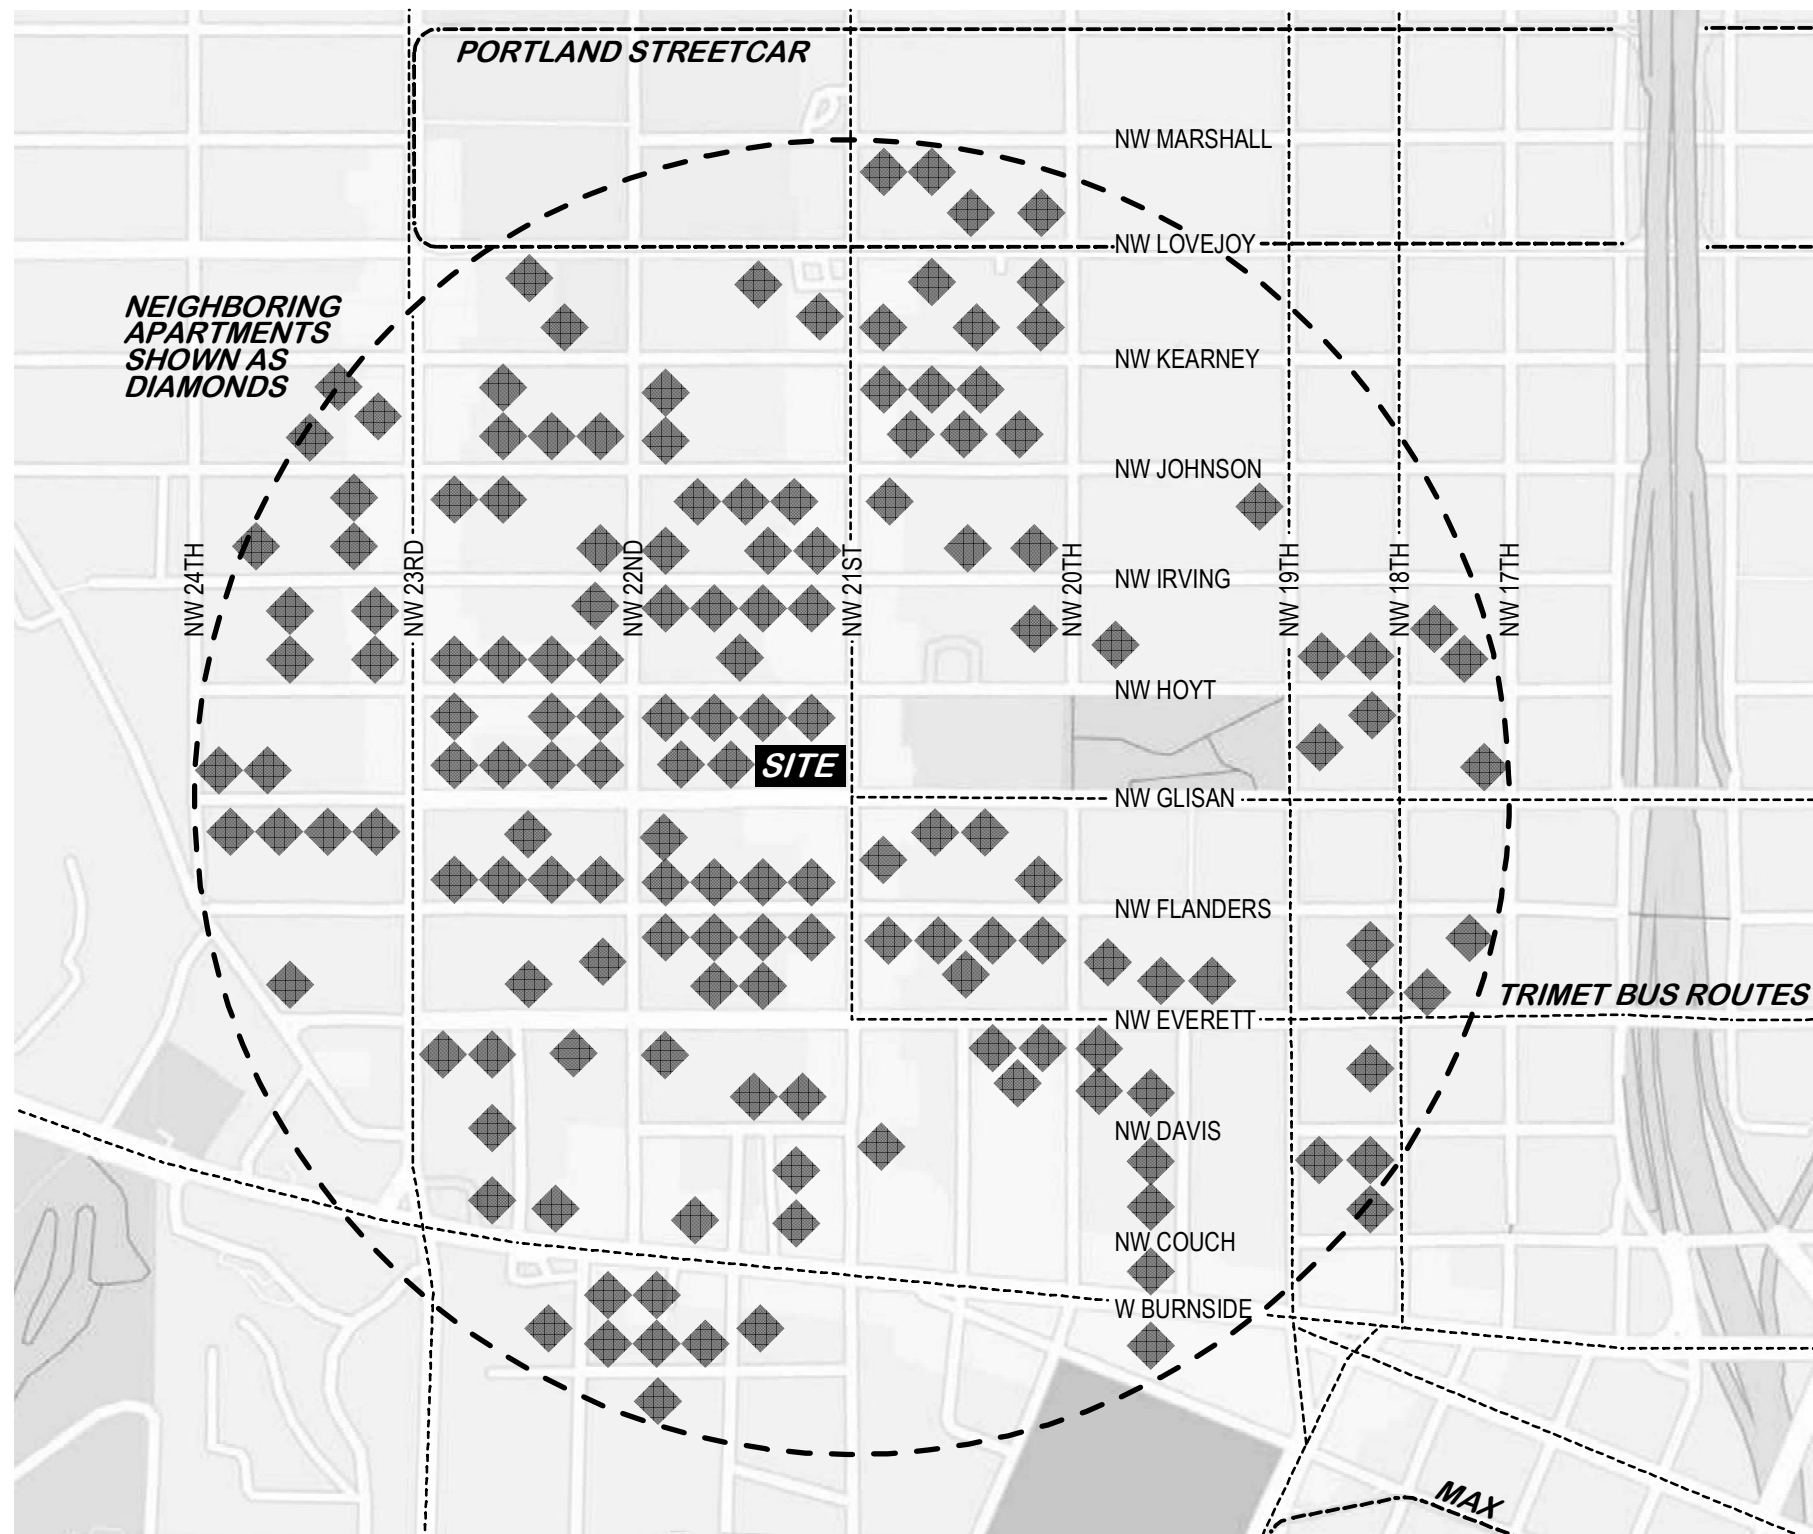 PORTLAND STREETCAR
NW MARSHALL
NW LOVEJOY
NEIGHBORING
APARTMENTS
SHOWN AS
DIAMONDS
NW KEARNEY
NW JOHNSON
NW 24TH
NW 23RD
NW 22ND
NW 21ST
NW 20TH
NW 19TH
NW 18TH
NW 17TH
NW IRVING
NW HOYT
SITE
NW GLISAN
NW FLANDERS
TRIMET BUS ROUTES
NW EVERETT
NW DAVIS
NW COUCH
W BURNSIDE
MAX